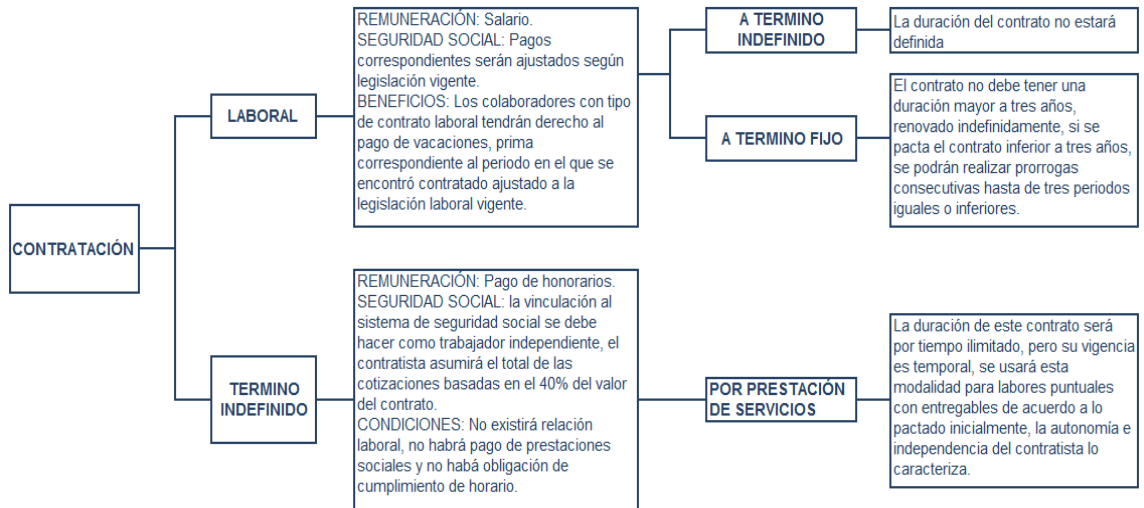 CONTRATACIÓN
LABORAL
REMUNERACIÓN: Salario.
SEGURIDAD SOCIAL: Pagos
correspondientes serán ajustados según
legislación vigente.
BENEFICIOS: Los colaboradores con tipo
de contrato laboral tendrán derecho al
pago de vacaciones, prima
correspondiente al periodo en el que se
encontró contratado ajustado a la
legislación laboral vigente.
A TERMINO
INDEFINIDO
La duración del contrato no estará
definida
A TERMINO FIJO
El contrato no debe tener una
duración mayor a tres años,
renovado indefinidamente, si se
pacta el contrato inferior a tres años,
se podrán realizar prorrogas
consecutivas hasta de tres periodos
iguales o inferiores.
TERMINO
INDEFINIDO
REMUNERACIÓN: Pago de honorarios.
SEGURIDAD SOCIAL: la vinculación al
sistema de seguridad social se debe
hacer como trabajador independiente, el
contratista asumirá el total de las
cotizaciones basadas en el 40% del valor
del contrato.
CONDICIONES: No existirá relación
laboral, no habrá pago de prestaciones
sociales y no habá obligación de
cumplimiento de horario.
POR PRESTACIÓN
DE SERVICIOS
La duración de este contrato será
por tiempo ilimitado, pero su vigencia
es temporal, se usará esta
modalidad para labores puntuales
con entregables de acuerdo a lo
pactado inicialmente, la autonomía e
independencia del contratista lo
caracteriza.